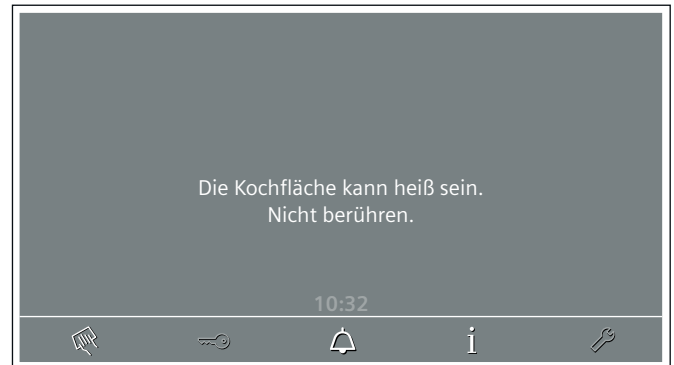 Die Kochfläche kann heiß sein.
Nicht berühren.
10:32
i